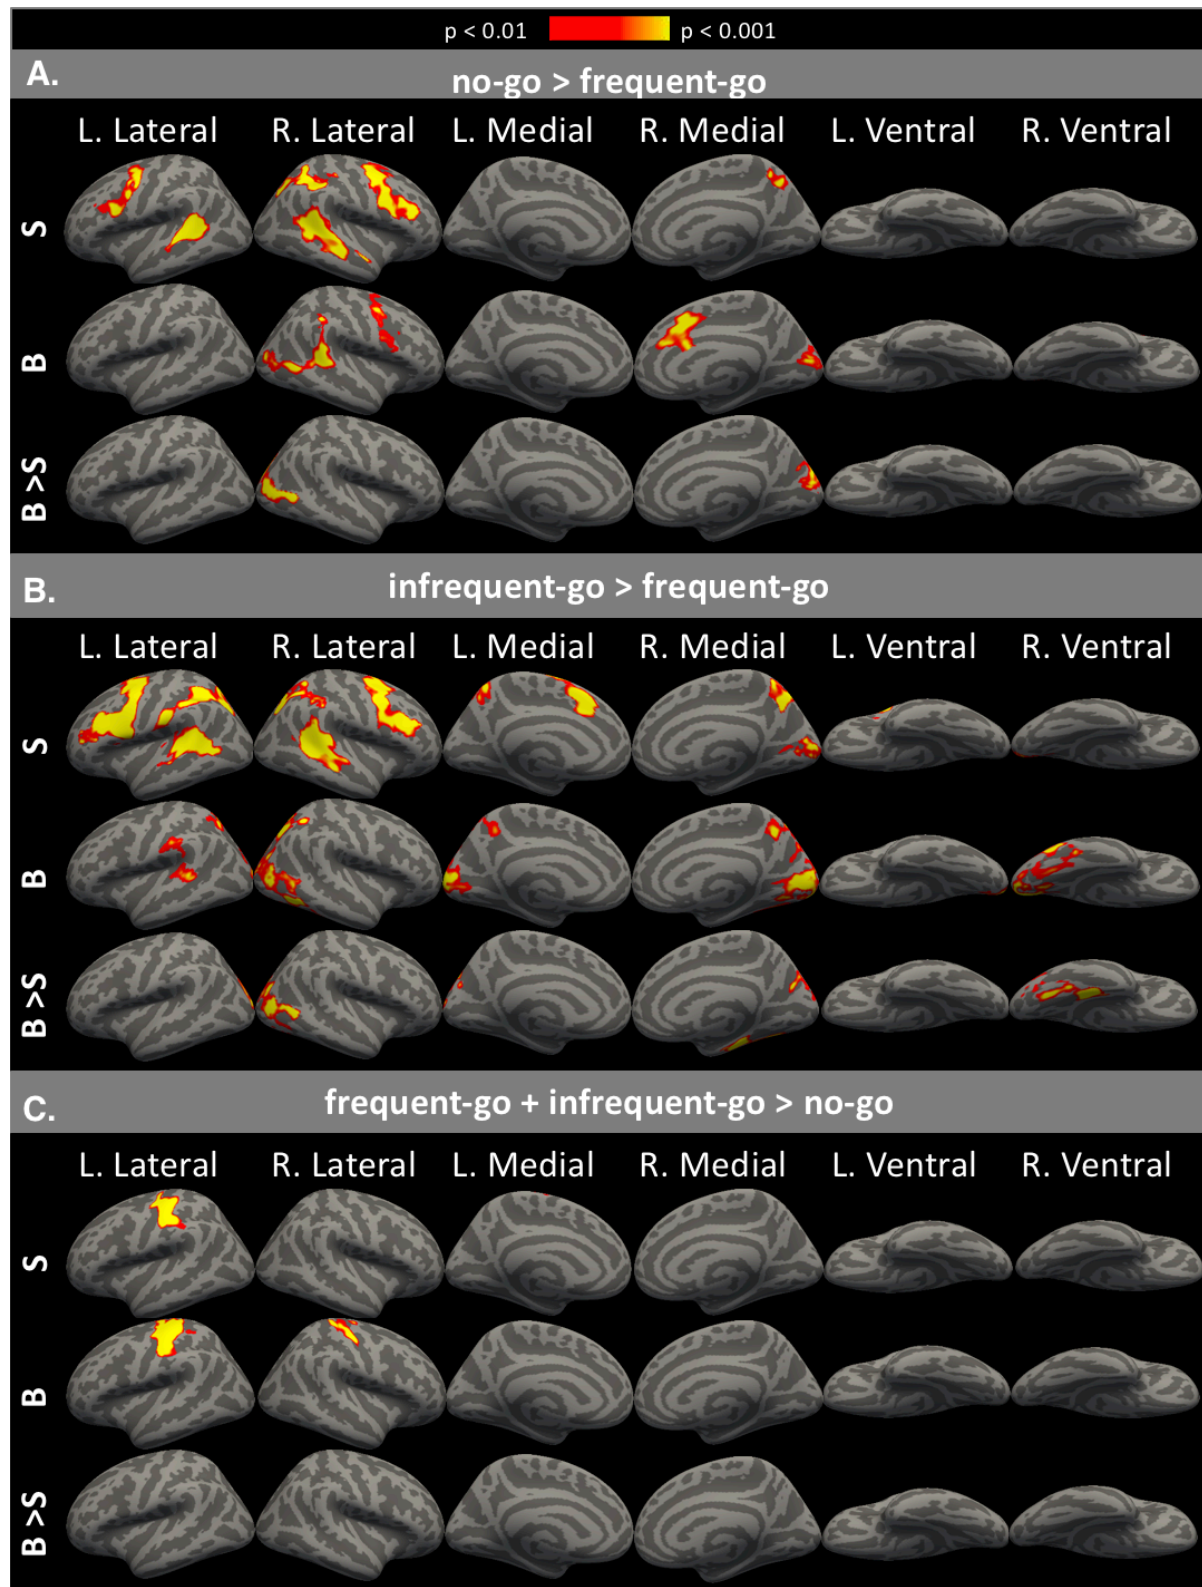 p < 0.01 p < 0.001
A. no-go > frequent-go
L. Lateral R. Lateral L. Medial R. Medial L. Ventral R. Ventral
S
B
B >S
B. infrequent-go > frequent-go
L. Lateral R. Lateral L. Medial R. Medial L. Ventral R. Ventral
S
B
B >S
C. frequent-go + infrequent-go > no-go
L. Lateral R. Lateral L. Medial R. Medial L. Ventral R. Ventral
S
B
B >S